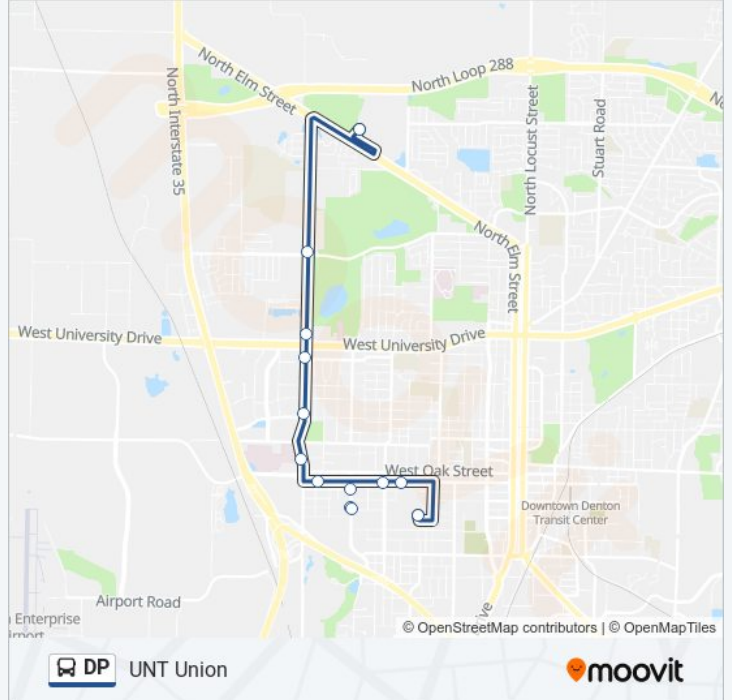 North Elm Street
North Loop 288
North Interstate 35
North Locust Street
Stuart Road
North Elm Street
West University Drive
West University Drive
West Oak Street
Downtown Denton
Transit Center
Airport Road
Enterprise
© OpenStreetMap contributors | © OpenMapTiles
DP UNT Union
moovit